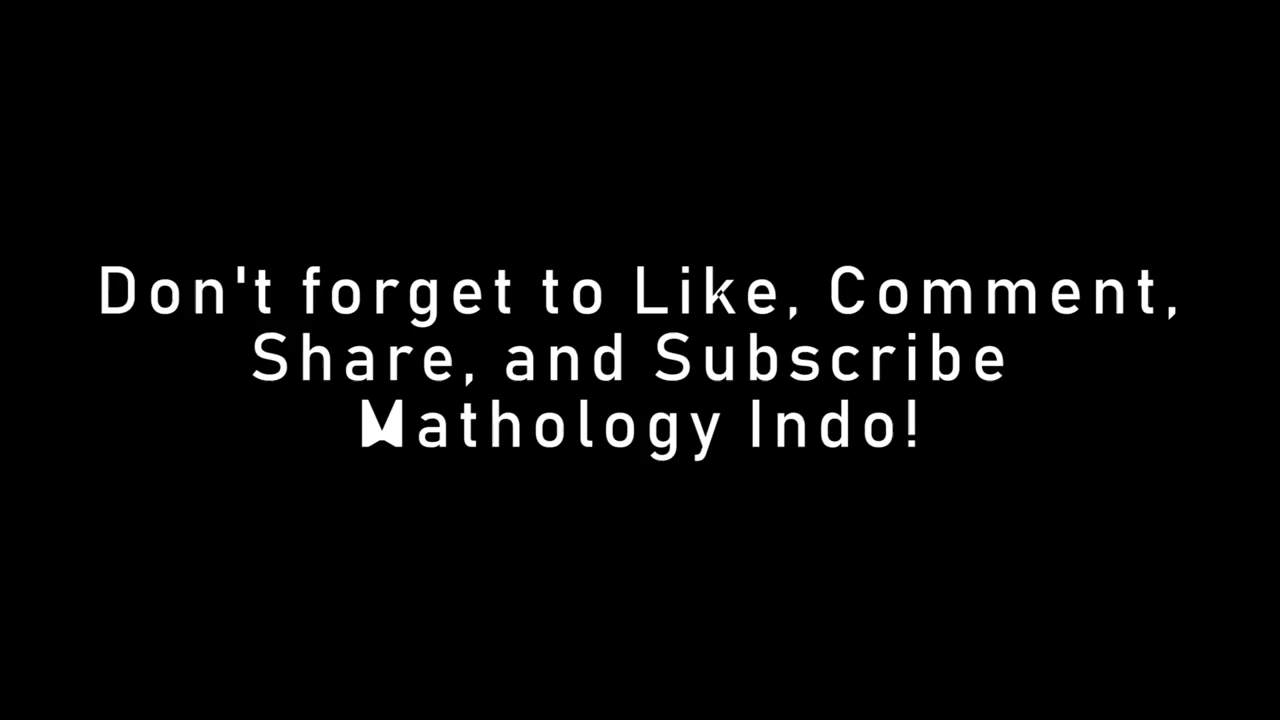 Don't forget to Like, Comment,
Share, and Subscribe
Mathology Indo!